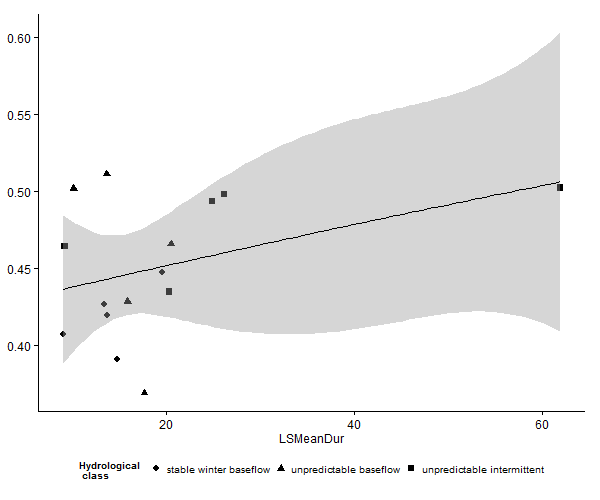 0.60
0.55
0.50
0.45
0.40
20 40 60
LSMeanDur
Hydrological
class
stable winter baseflow unpredictable baseflow unpredictable intermittent